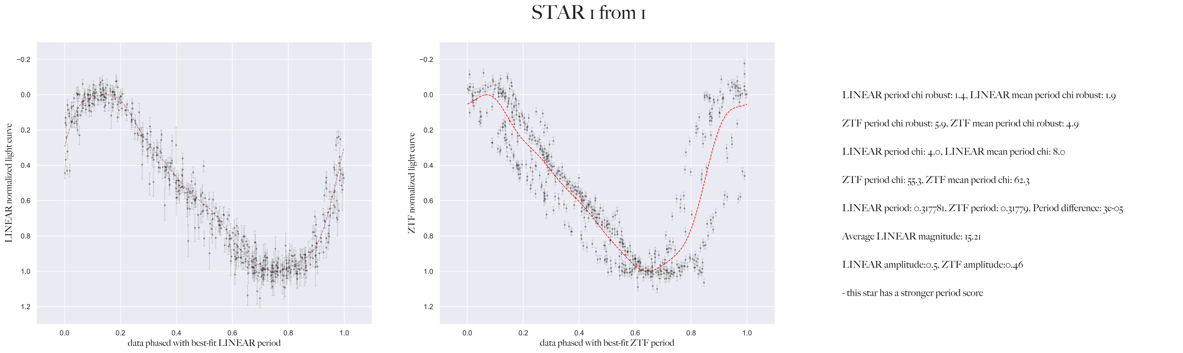 STAR 1 from 1
LINEAR normalized light curve
−0.2
0.0
0.2
0.4
0.6
0.8
1.0
1.2
0.0 0.2 0.4 0.6 0.8 1.0
data phased with best-fit LINEAR period
ZTF normalized light curve
−0.2
0.0
0.2
0.4
0.6
0.8
1.0
1.2
0.0 0.2 0.4 0.6 0.8 1.0
data phased with best-fit ZTF period
LINEAR period chi robust: 1.4, LINEAR mean period chi robust: 1.9
ZTF period chi robust: 5.9, ZTF mean period chi robust: 4.9
LINEAR period chi: 4.0, LINEAR mean period chi: 8.0
ZTF period chi: 55.3, ZTF mean period chi: 62.3
LINEAR period: 0.317781, ZTF period: 0.31779, Period difference: 3e-05
Average LINEAR magnitude: 15.21
LINEAR amplitude:0.5, ZTF amplitude:0.46
- this star has a stronger period score